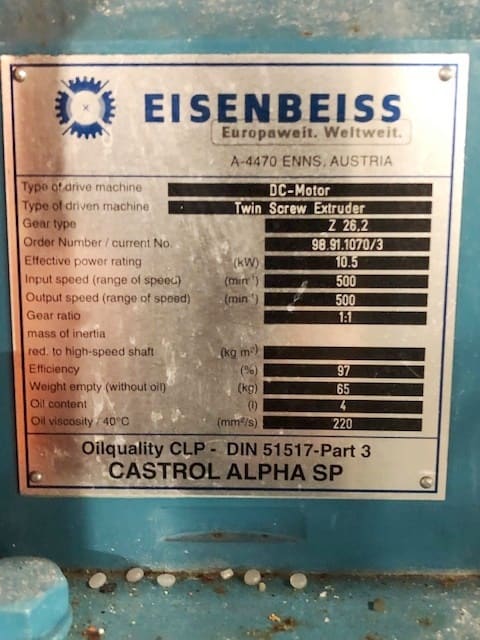 EISENBEISS
Europaweit. Weltweit.
A-4470 ENNS, AUSTRIA
Type of drive machine DC-Motor
Type of driven machine Twin Screw Extruder
Gear type Z 26.2
Order Number / current No. 98.91.1070/3
Effective power rating (kW) 10.5
Input speed (range of speed) (min⁻¹) 500
Output speed (range of speed) (min⁻¹) 500
Gear ratio 1:1
mass of inertia
red. to high-speed shaft (kg m²)
Efficiency (%) 97
Weight empty (without oil) (kg) 65
Oil content (l) 4
Oil viscosity / 40°C (mm²/s) 220
Oilquality CLP - DIN 51517-Part 3
CASTROL ALPHA SP